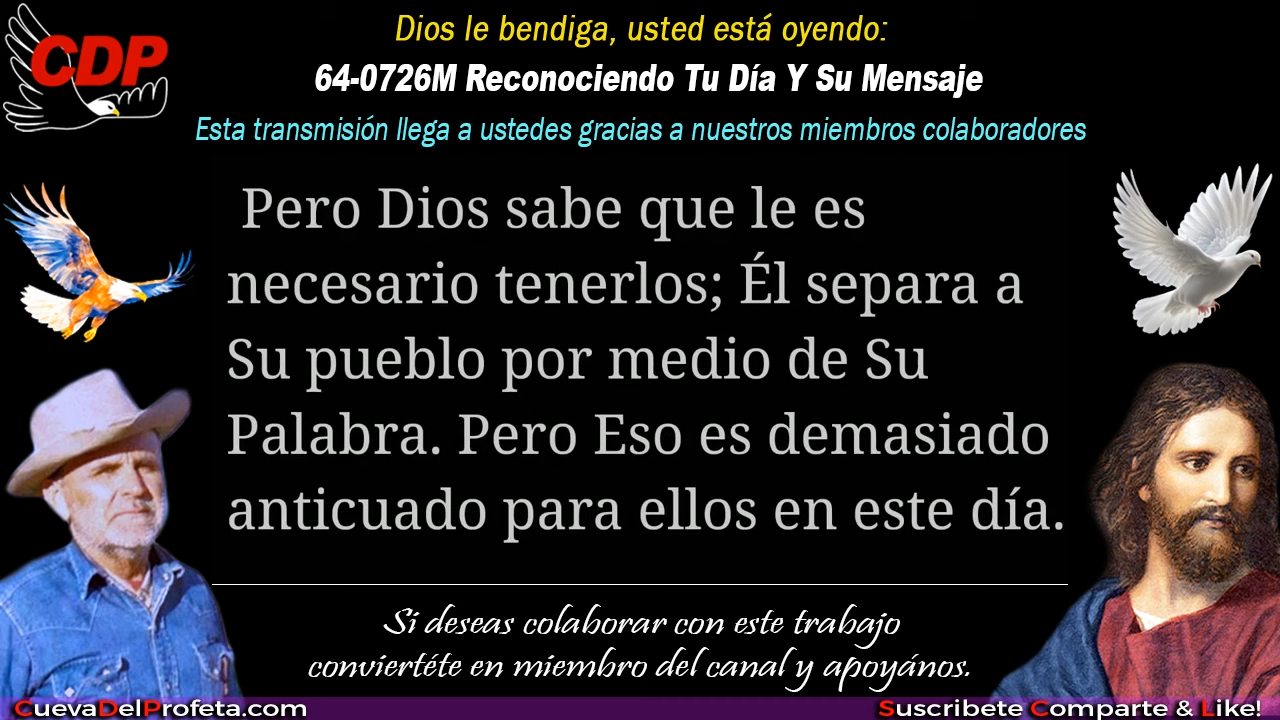 CDP
Dios le bendiga, usted está oyendo:
64-0726M Reconociendo Tu Día Y Su Mensaje
Esta transmisión llega a ustedes gracias a nuestros miembros colaboradores
Pero Dios sabe que le es
necesario tenerlos; Él separa a
Su pueblo por medio de Su
Palabra. Pero Eso es demasiado
anticuado para ellos en este día.
Si deseas colaborar con este trabajo
conviertéte en miembro del canal y apoyános.
CuevaDelProfeta.com
Suscribete Comparte & Like!